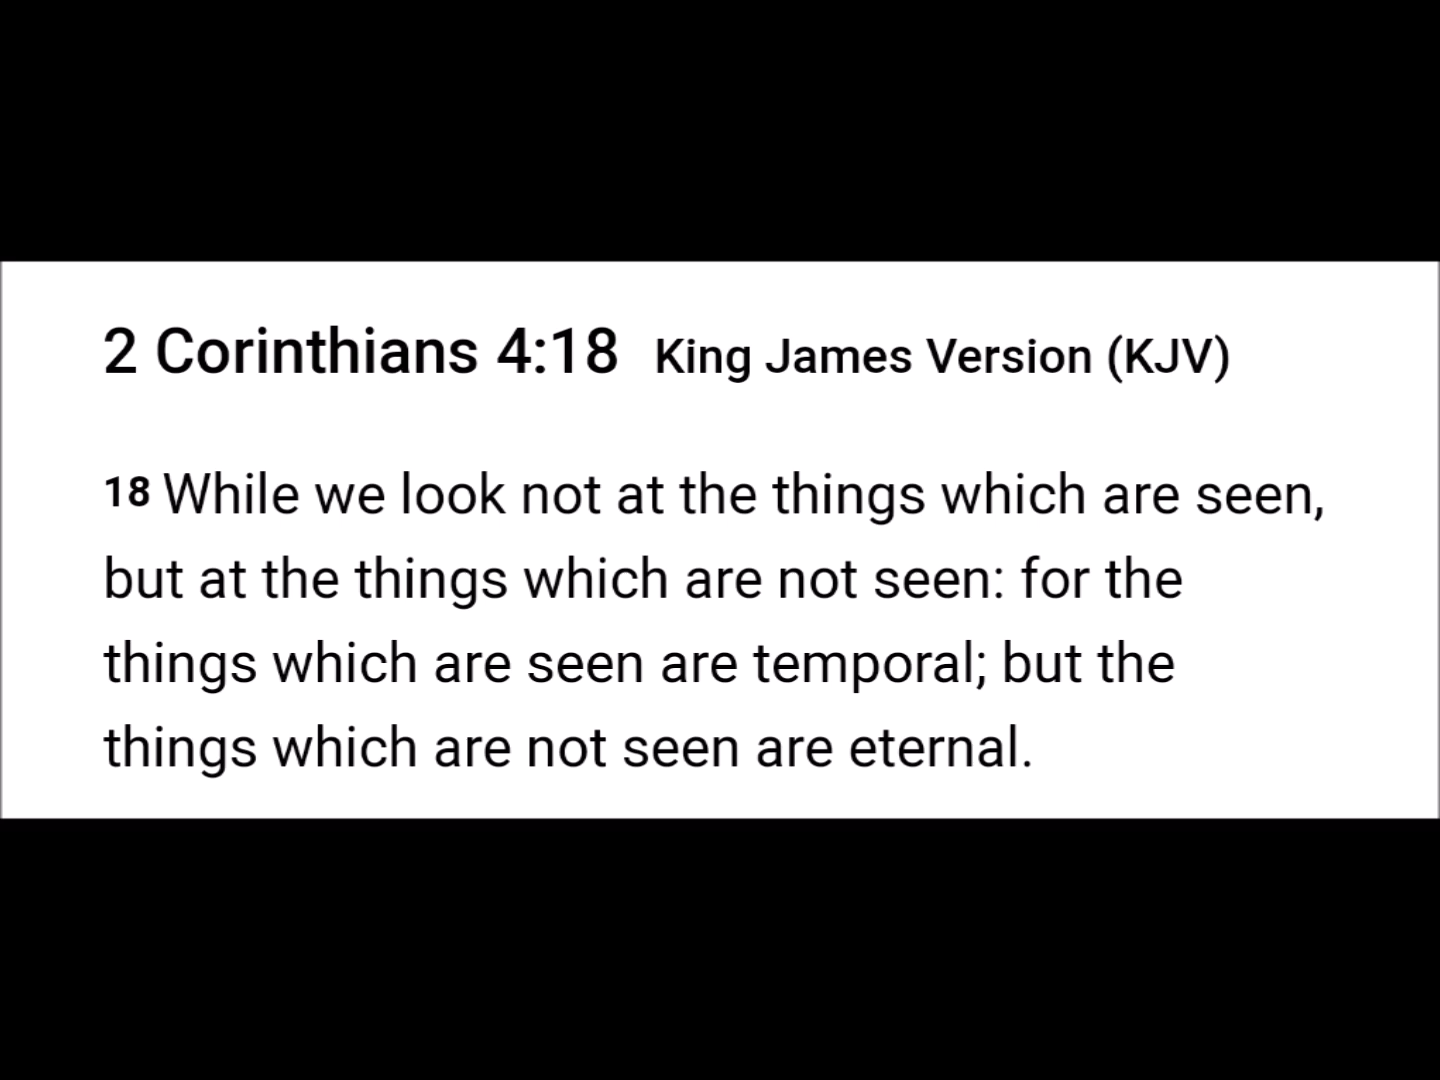 2 Corinthians 4:18 King James Version (KJV)
18 While we look not at the things which are seen,
but at the things which are not seen: for the
things which are seen are temporal; but the
things which are not seen are eternal.